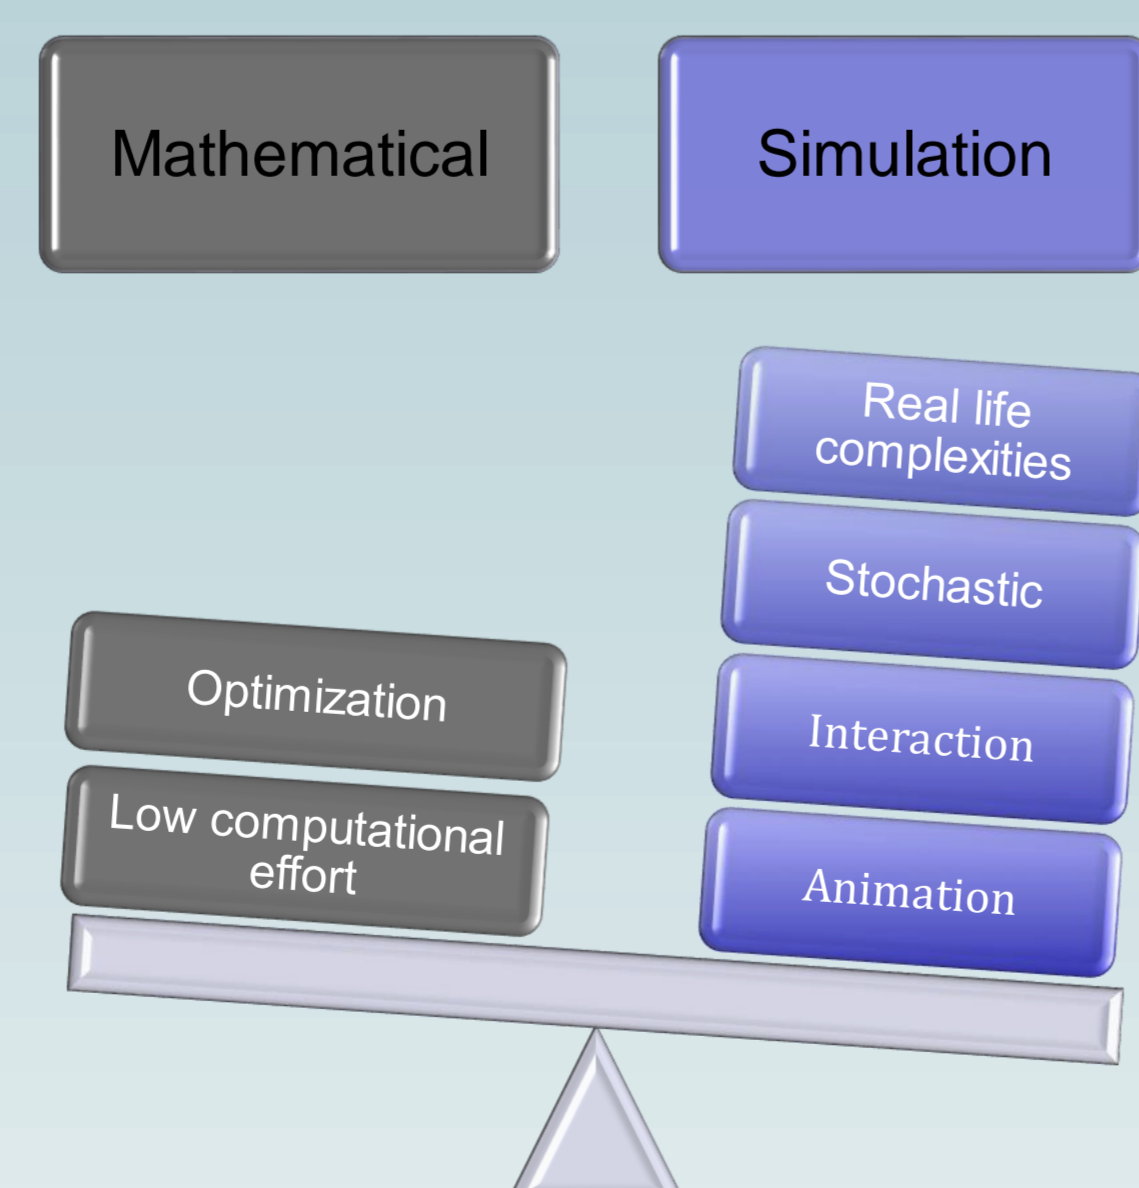 Mathematical
Simulation
Real life
complexities
Stochastic
Interaction
Animation
Optimization
Low computational
effort